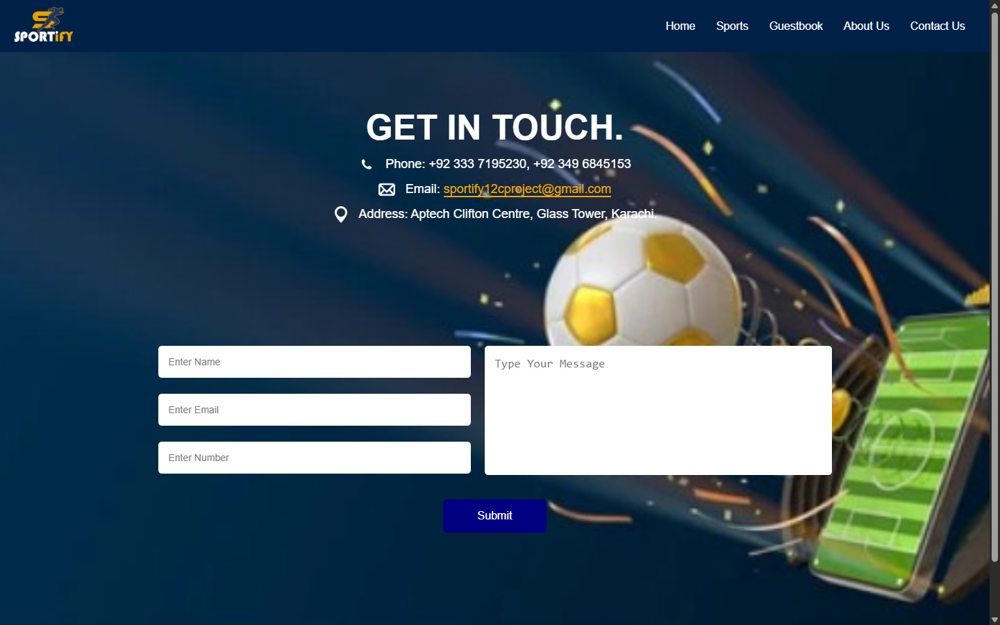 SPORTiFY
Home Sports Guestbook About Us Contact Us
GET IN TOUCH.
Phone: +92 333 7195230, +92 349 6845153
Email: sportify12cproject@gmail.com
Address: Aptech Clifton Centre, Glass Tower, Karachi.
Enter Name
Type Your Message
Enter Email
Enter Number
Submit